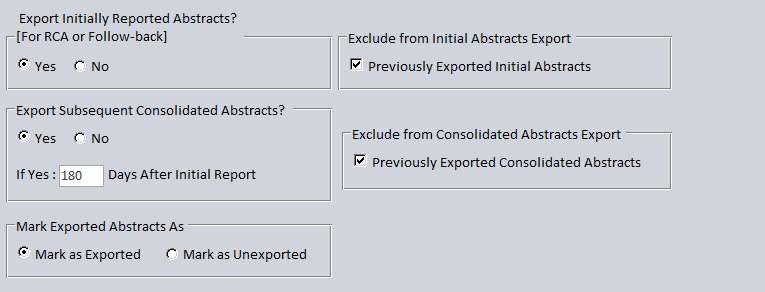 Export Initially Reported Abstracts?
[For RCA or Follow-back]
Yes No
Exclude from Initial Abstracts Export
Previously Exported Initial Abstracts
Export Subsequent Consolidated Abstracts?
Yes No
If Yes : 180 Days After Initial Report
Exclude from Consolidated Abstracts Export
Previously Exported Consolidated Abstracts
Mark Exported Abstracts As
Mark as Exported Mark as Unexported